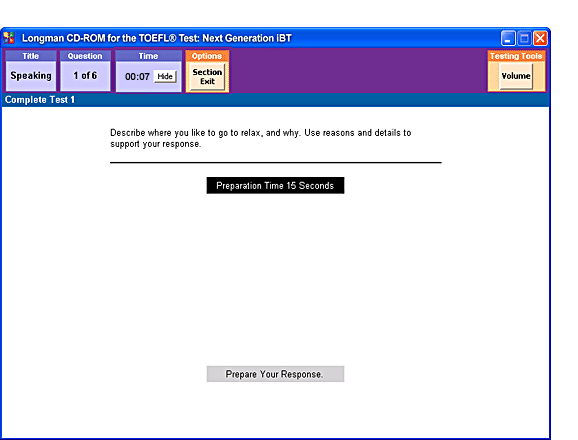 Longman CD-ROM for the TOEFL® Test: Next Generation iBT
Title Question Time Options Testing Tools
Speaking 1 of 6 00:07 Hide Section Exit Volume
Complete Test 1
Describe where you like to go to relax, and why. Use reasons and details to
support your response.
Preparation Time 15 Seconds
Prepare Your Response.